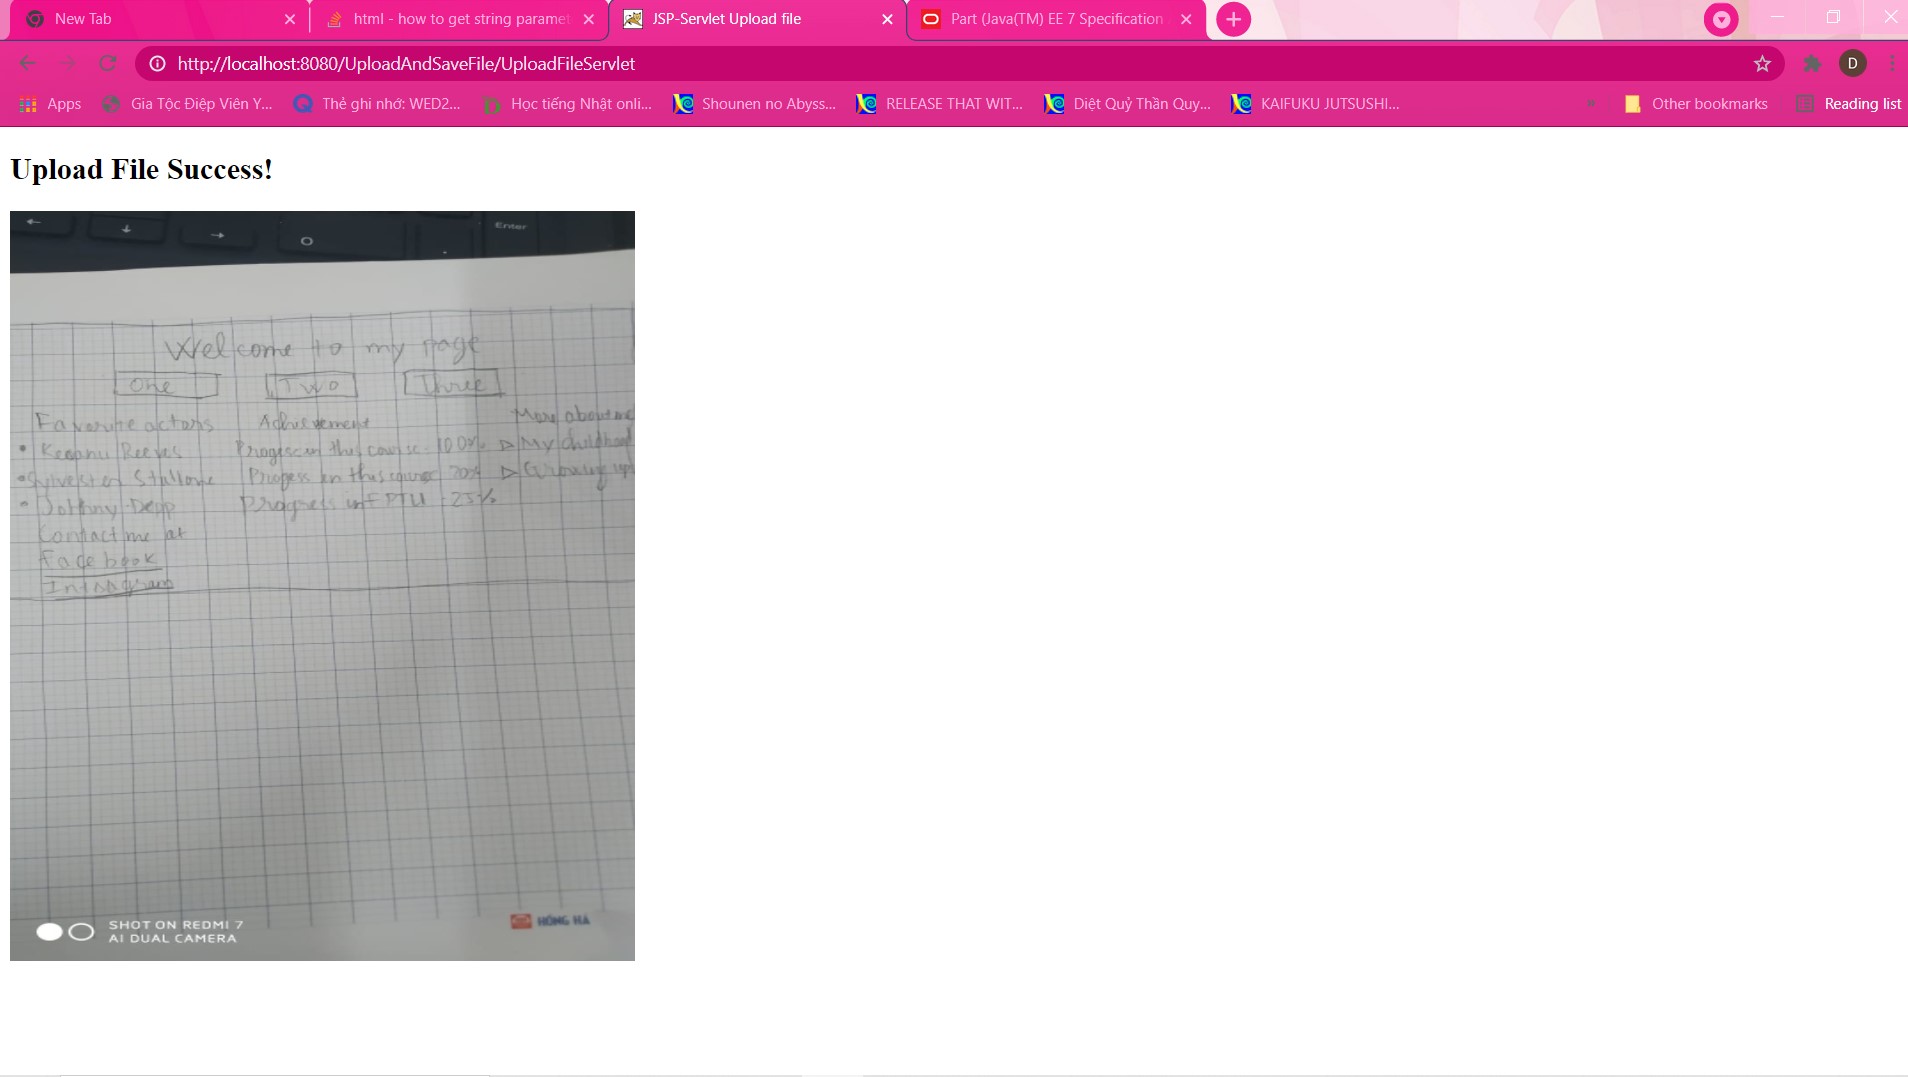 New Tab
html - how to get string paramet
JSP-Servlet Upload file
Part (Java(TM) EE 7 Specification
http://localhost:8080/UploadAndSaveFile/UploadFileServlet
D
Apps
Gia Tộc Điệp Viên Y...
Thẻ ghi nhớ: WED2...
Học tiếng Nhật onli...
Shounen no Abyss...
RELEASE THAT WIT...
Diệt Quỷ Thần Quy...
KAIFUKU JUTSUSHI...
»
Other bookmarks
Reading list
Upload File Success!
Enter
Welcome to my page
One Two Three
Favorite actors Achievement More about me
• Keeanu Reeves Progress in this course : 100% ▷ My childhood
• Sylvester Stallone Progess in this course 70% ▷ Growing up
• Johnny Depp Progress in FPTU : 25%
Contact me at
Facebook
Instagram
SHOT ON REDMI 7
AI DUAL CAMERA
HỒNG HÀ